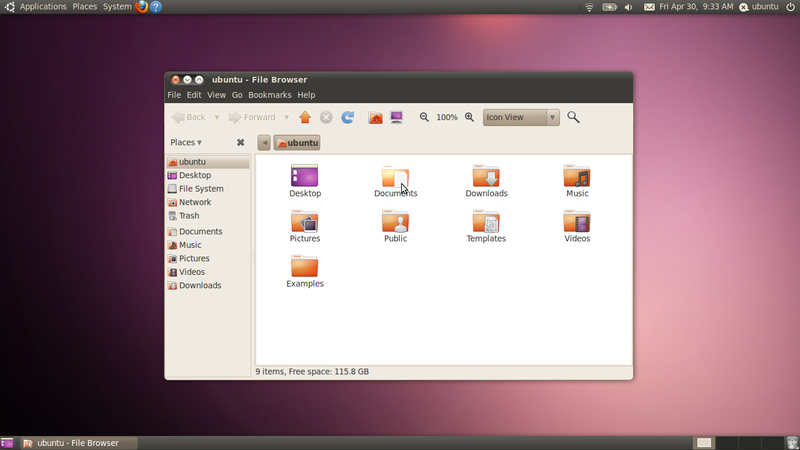 Applications Places System Fri Apr 30, 9:33 AM ubuntu
ubuntu - File Browser
File Edit View Go Bookmarks Help
Back Forward 100% Icon View
Places ubuntu
ubuntu
Desktop
File System
Network
Trash
Documents
Music
Pictures
Videos
Downloads
Desktop Documents Downloads Music
Pictures Public Templates Videos
Examples
9 items, Free space: 115.8 GB
ubuntu - File Browser